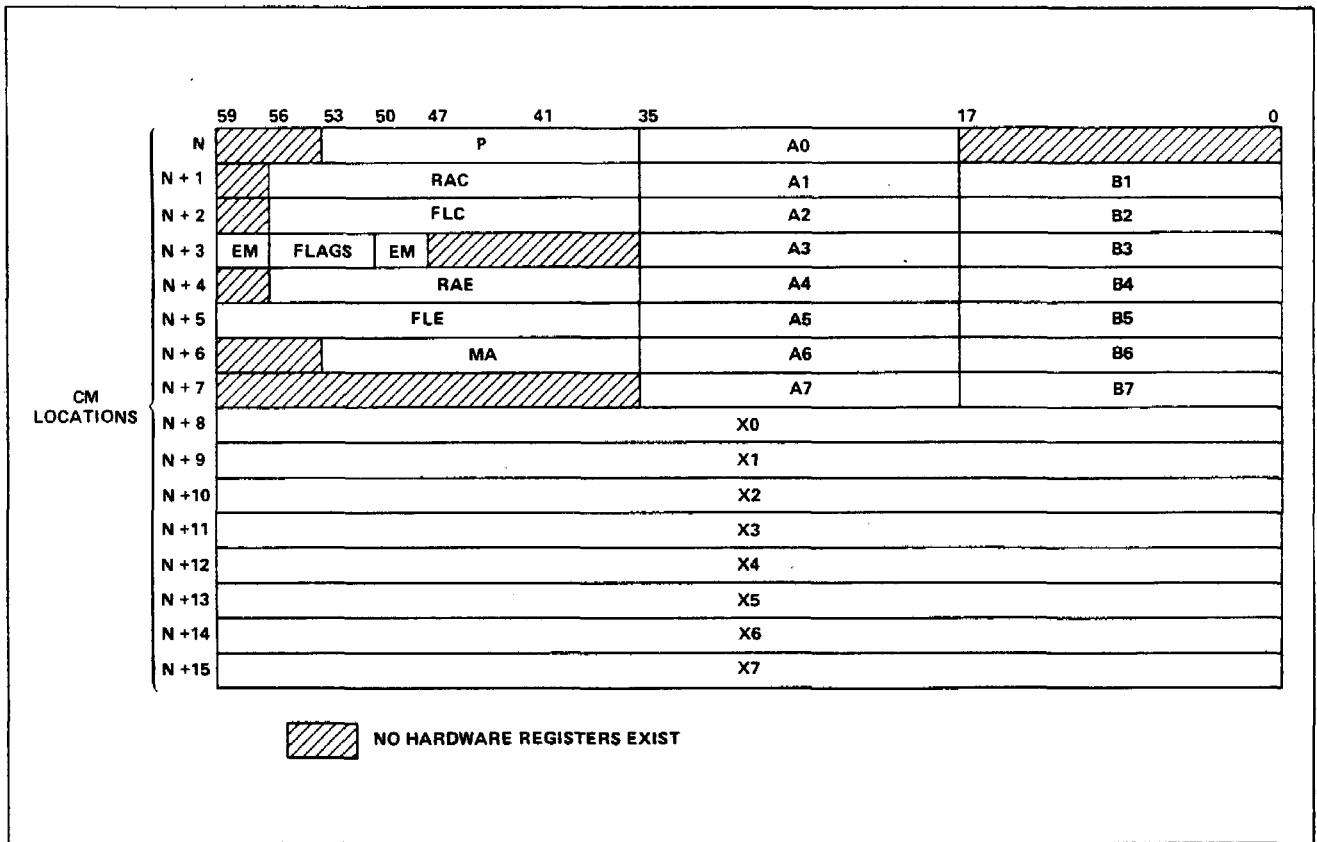 59 56 53 50 47 41 35 17 0
N P A0
N + 1 RAC A1 B1
N + 2 FLC A2 B2
N + 3 EM FLAGS EM A3 B3
N + 4 RAE A4 B4
N + 5 FLE A5 B5
N + 6 MA A6 B6
N + 7 A7 B7
CM
LOCATIONS
N + 8 X0
N + 9 X1
N +10 X2
N +11 X3
N +12 X4
N +13 X5
N +14 X6
N +15 X7
NO HARDWARE REGISTERS EXIST